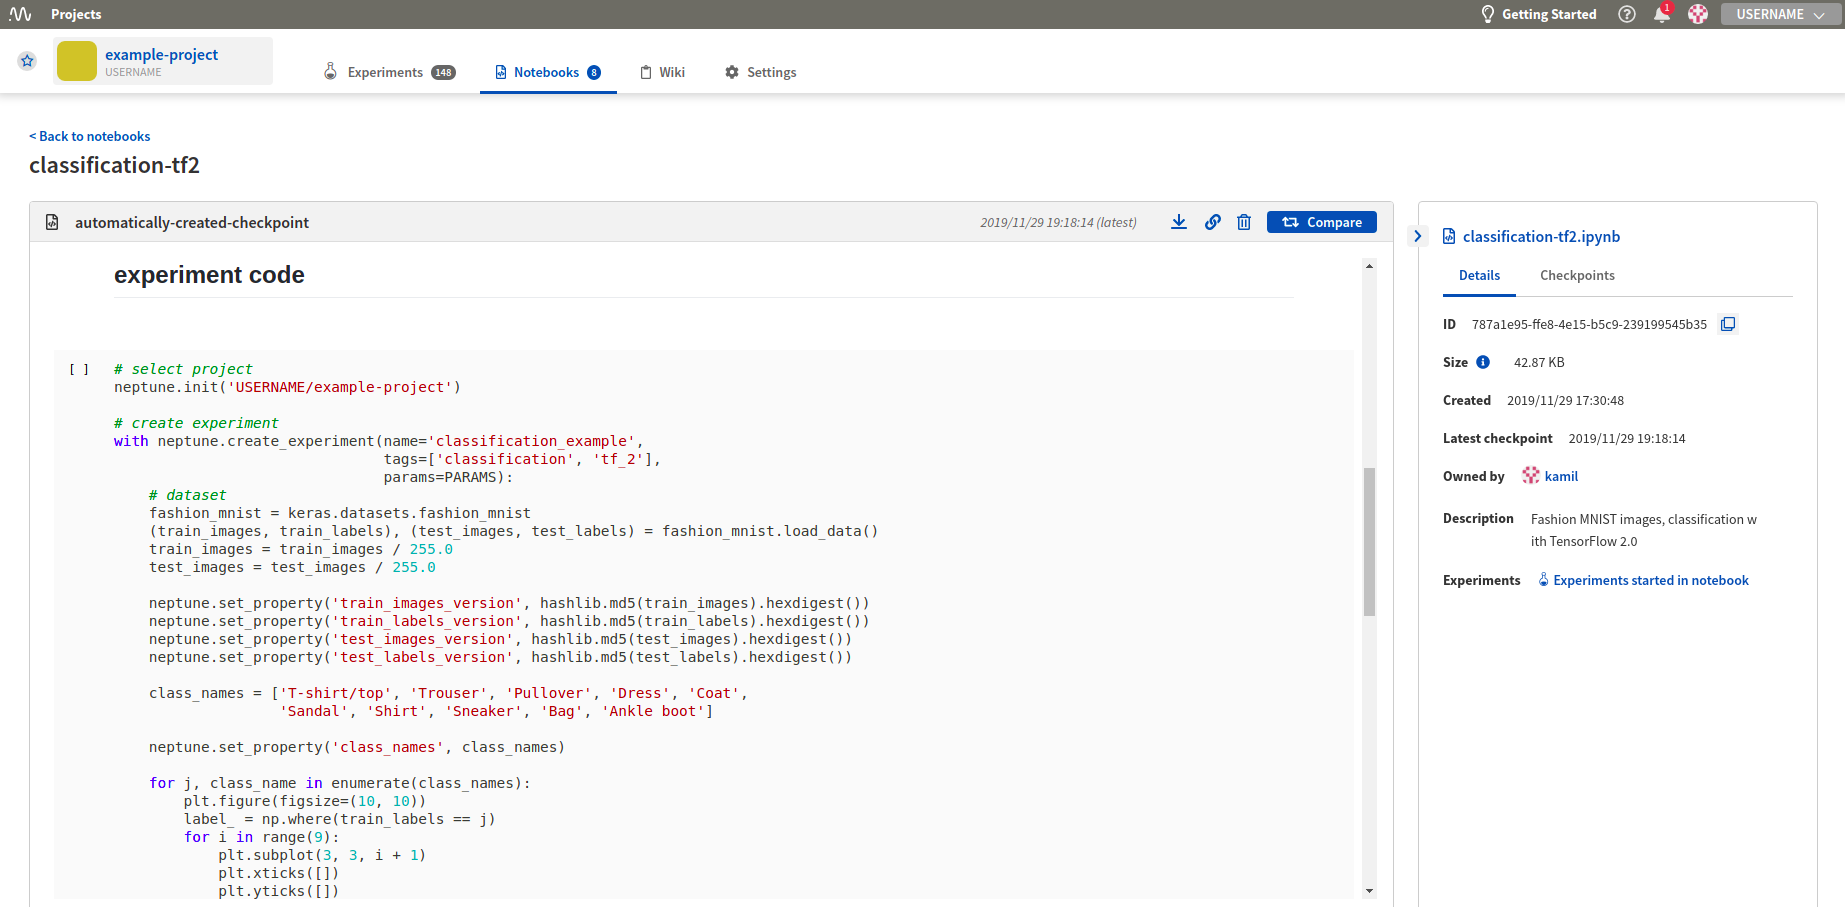 Projects
Getting Started
1
USERNAME
example-project
USERNAME
Experiments 148
Notebooks 8
Wiki
Settings
< Back to notebooks
classification-tf2
automatically-created-checkpoint
2019/11/29 19:18:14 (latest)
Compare
experiment code
[ ]
# select project
neptune.init('USERNAME/example-project')
# create experiment
with neptune.create_experiment(name='classification_example',
tags=['classification', 'tf_2'],
params=PARAMS):
# dataset
fashion_mnist = keras.datasets.fashion_mnist
(train_images, train_labels), (test_images, test_labels) = fashion_mnist.load_data()
train_images = train_images / 255.0
test_images = test_images / 255.0
neptune.set_property('train_images_version', hashlib.md5(train_images).hexdigest())
neptune.set_property('train_labels_version', hashlib.md5(train_labels).hexdigest())
neptune.set_property('test_images_version', hashlib.md5(test_images).hexdigest())
neptune.set_property('test_labels_version', hashlib.md5(test_labels).hexdigest())
class_names = ['T-shirt/top', 'Trouser', 'Pullover', 'Dress', 'Coat',
'Sandal', 'Shirt', 'Sneaker', 'Bag', 'Ankle boot']
neptune.set_property('class_names', class_names)
for j, class_name in enumerate(class_names):
plt.figure(figsize=(10, 10))
label_ = np.where(train_labels == j)
for i in range(9):
plt.subplot(3, 3, i + 1)
plt.xticks([])
plt.yticks([])
classification-tf2.ipynb
Details
Checkpoints
ID 787a1e95-ffe8-4e15-b5c9-239199545b35
Size 42.87 KB
Created 2019/11/29 17:30:48
Latest checkpoint 2019/11/29 19:18:14
Owned by kamil
Description Fashion MNIST images, classification w
ith TensorFlow 2.0
Experiments Experiments started in notebook